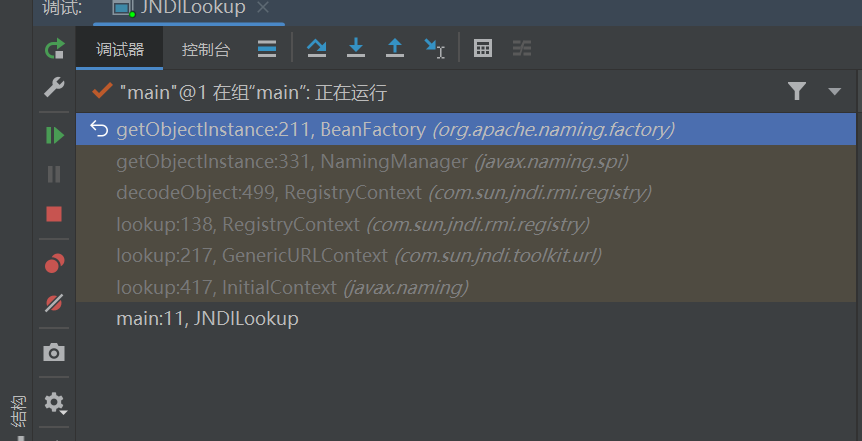 调试: JNDILookup
调试器 控制台
"main"@1 在组"main": 正在运行
getObjectInstance:211, BeanFactory (org.apache.naming.factory)
getObjectInstance:331, NamingManager (javax.naming.spi)
decodeObject:499, RegistryContext (com.sun.jndi.rmi.registry)
lookup:138, RegistryContext (com.sun.jndi.rmi.registry)
lookup:217, GenericURLContext (com.sun.jndi.toolkit.url)
lookup:417, InitialContext (javax.naming)
main:11, JNDILookup
结构